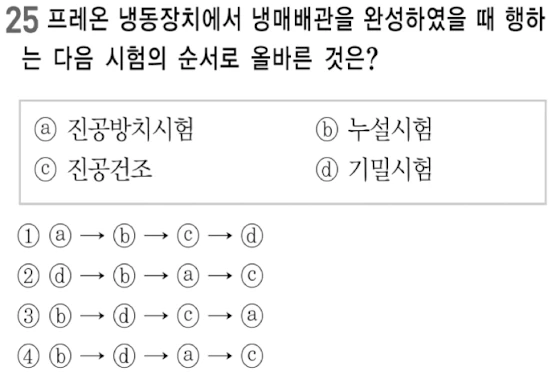 25 프레온 냉동장치에서 냉매배관을 완성하였을 때 행하
는 다음 시험의 순서로 올바른 것은?
ⓐ 진공방치시험 ⓑ 누설시험
ⓒ 진공건조 ⓓ 기밀시험
① ⓐ → ⓑ → ⓒ → ⓓ
② ⓓ → ⓑ → ⓐ → ⓒ
③ ⓑ → ⓓ → ⓒ → ⓐ
④ ⓑ → ⓓ → ⓐ → ⓒ